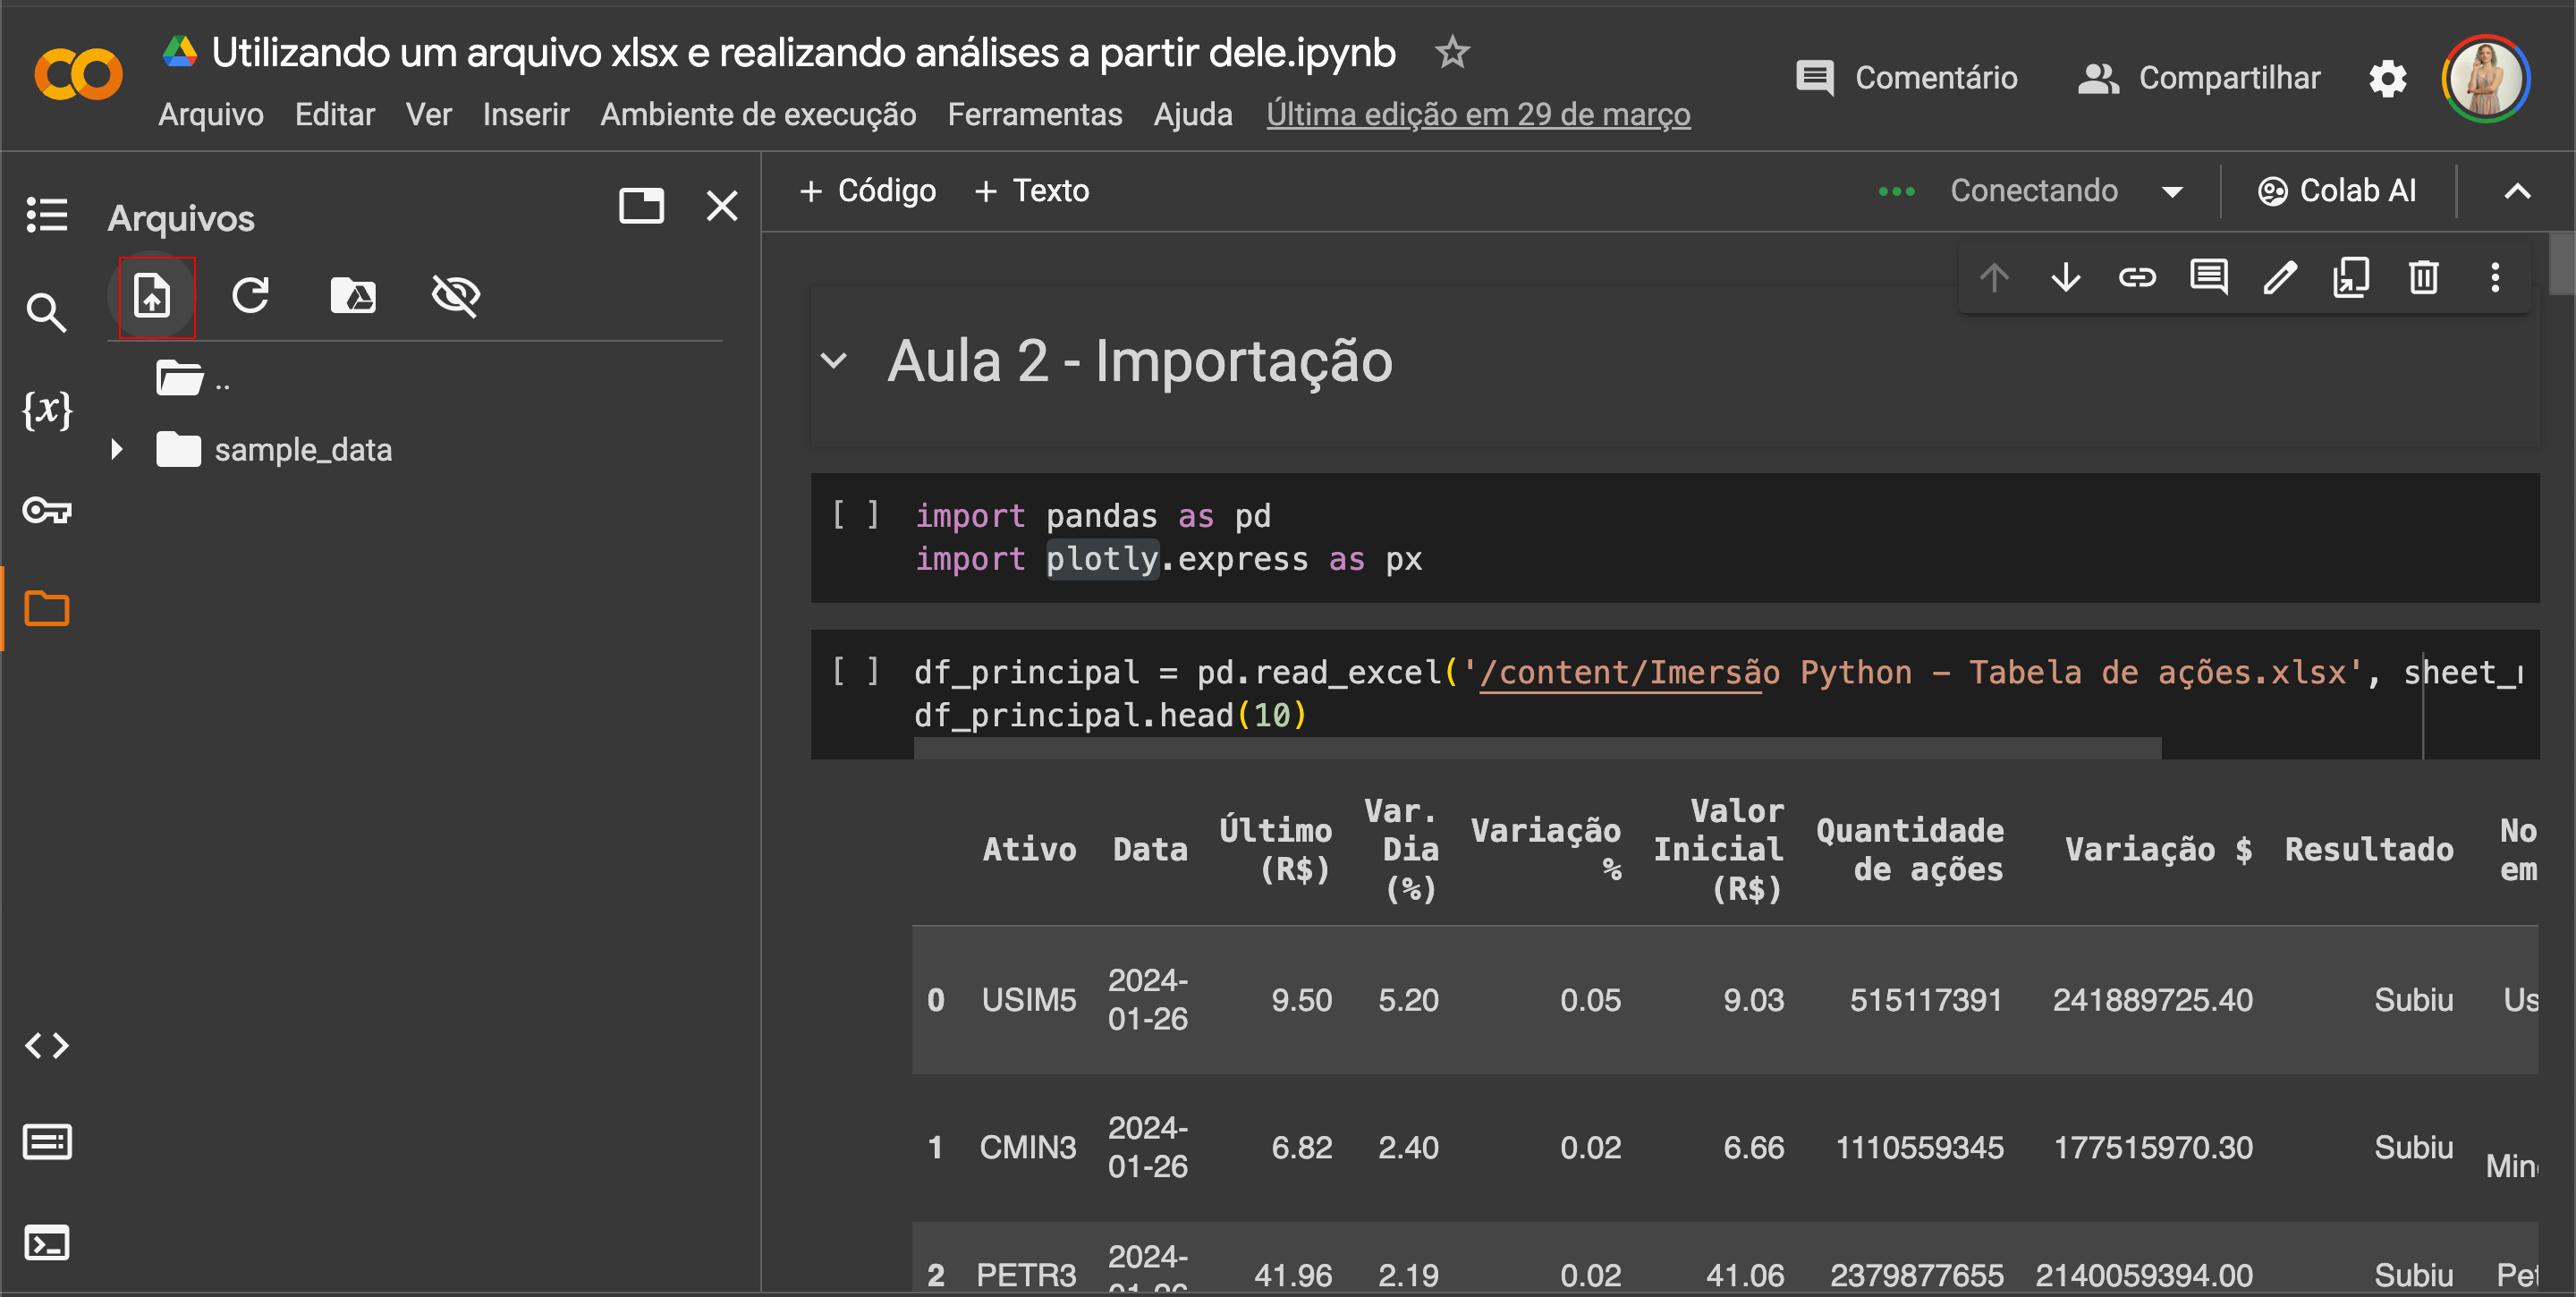 Utilizando um arquivo xlsx e realizando análises a partir dele.ipynb
Comentário
Compartilhar
Arquivo Editar Ver Inserir Ambiente de execução Ferramentas Ajuda Última edição em 29 de março
Arquivos
..
sample_data
{x}
+ Código + Texto
Conectando
Colab AI
Aula 2 - Importação
[ ] import pandas as pd
import plotly.express as px
[ ] df_principal = pd.read_excel('/content/Imersão Python - Tabela de ações.xlsx', sheet_
df_principal.head(10)
Ativo Data Último (R$) Var. Dia (%) Variação % Valor Inicial (R$) Quantidade de ações Variação $ Resultado No em
0 USIM5 2024-01-26 9.50 5.20 0.05 9.03 515117391 241889725.40 Subiu Us
1 CMIN3 2024-01-26 6.82 2.40 0.02 6.66 1110559345 177515970.30 Subiu Min
2 PETR3 2024-01-26 41.96 2.19 0.02 41.06 2379877655 2140059394.00 Subiu Pet